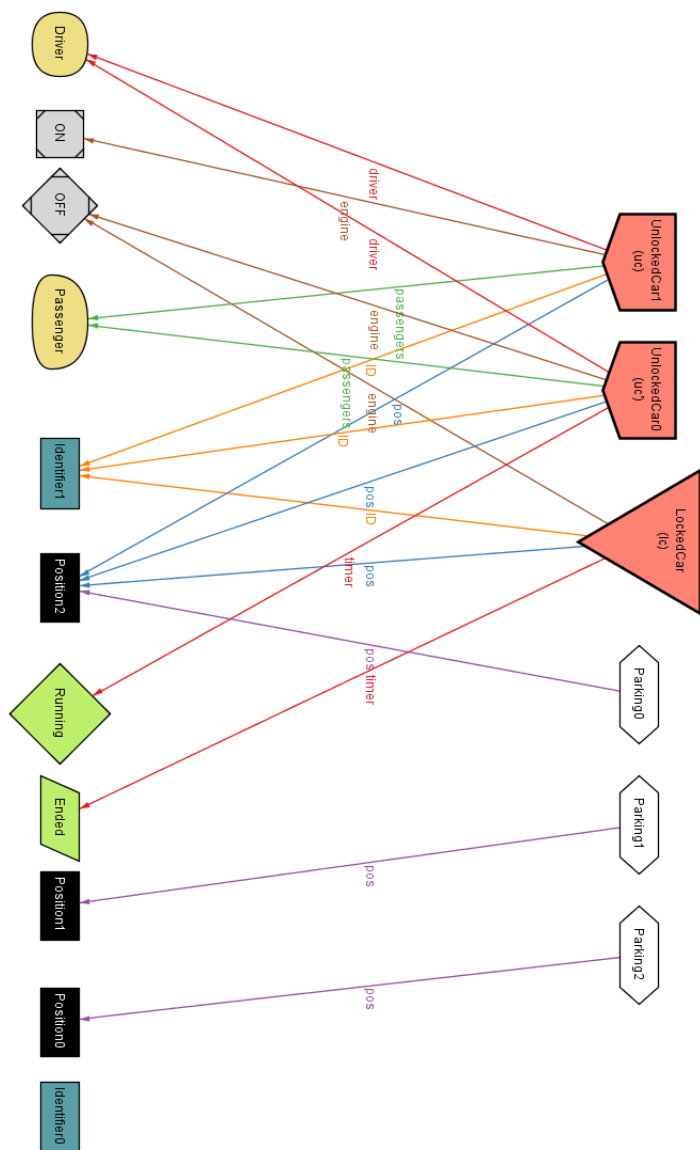 UnlockedCar1
(uc)
UnlockedCar0
(uc')
LockedCar
(lc)
Parking0
Parking1
Parking2
driver
engine
driver
passengers
engine
ID
pos
engine
passengers
ID
pos
ID
timer
pos
pos
timer
pos
pos
Driver
ON
OFF
Passenger
Identifier1
Position2
Running
Ended
Position1
Position0
Identifier0